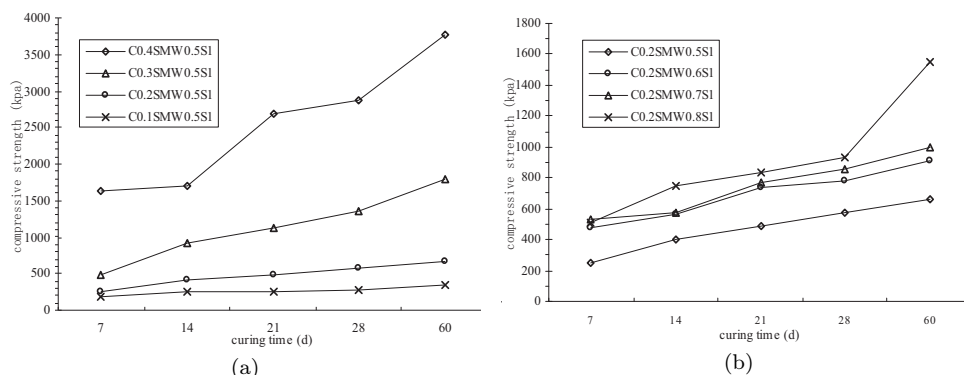 4000
3500
3000
2500
2000
1500
1000
500
0
compressive strength (kpa)
C0.4SMW0.5S1
C0.3SMW0.5S1
C0.2SMW0.5S1
C0.1SMW0.5S1
7 14 21 28 60
curing time (d)
(a)
1800
1600
1400
1200
1000
800
600
400
200
0
compressive strength (kpa)
C0.2SMW0.5S1
C0.2SMW0.6S1
C0.2SMW0.7S1
C0.2SMW0.8S1
7 14 21 28 60
curing time (d)
(b)